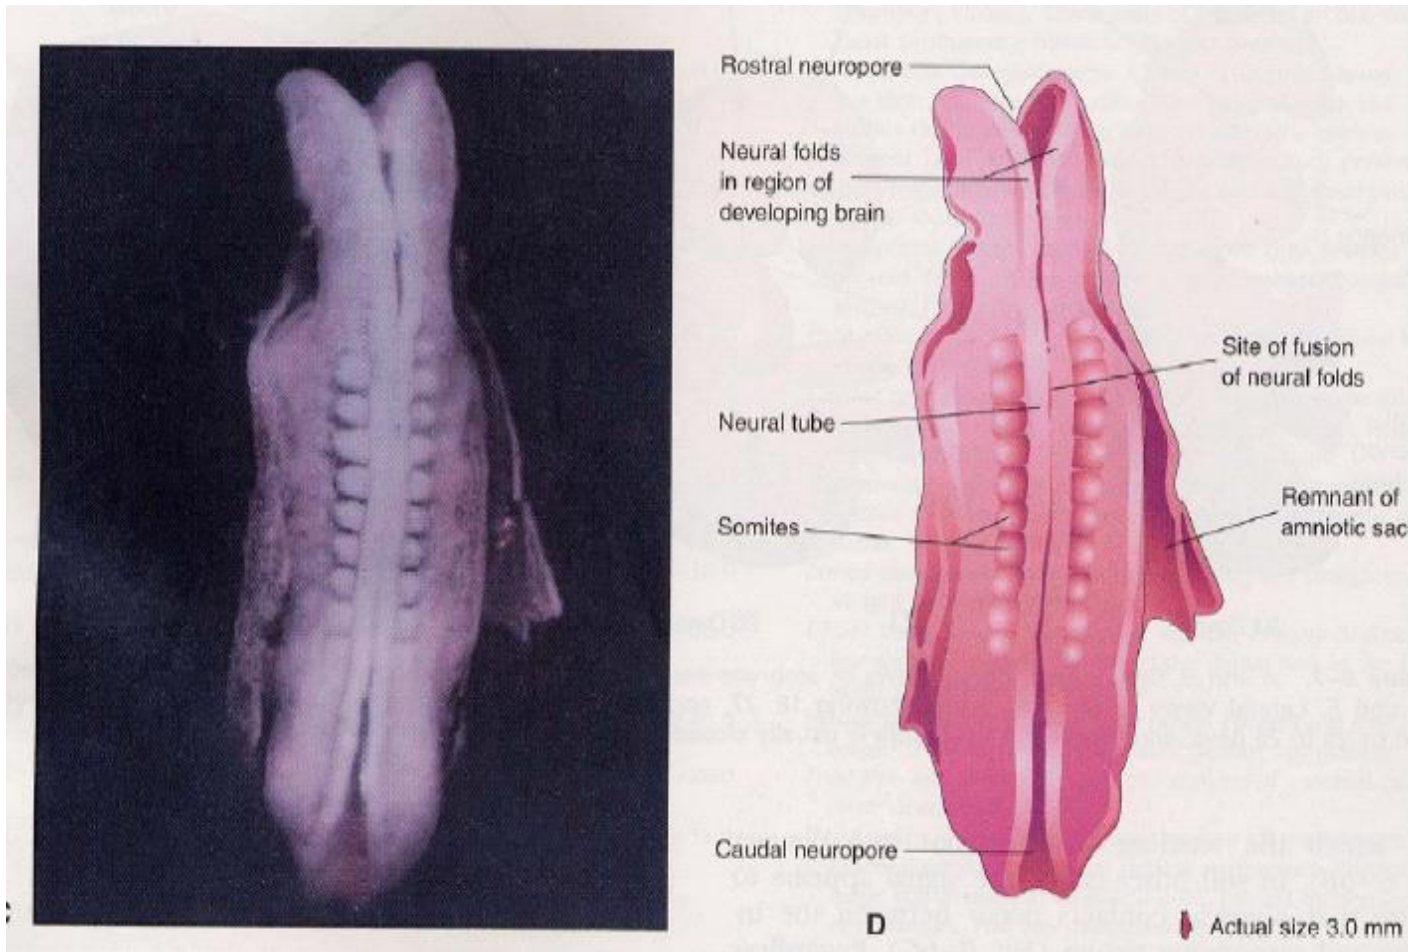 Rostral neuropore
Neural folds
in region of
developing brain
Site of fusion
of neural folds
Neural tube
Remnant of
amniotic sac
Somites
Caudal neuropore
D
Actual size 3.0 mm